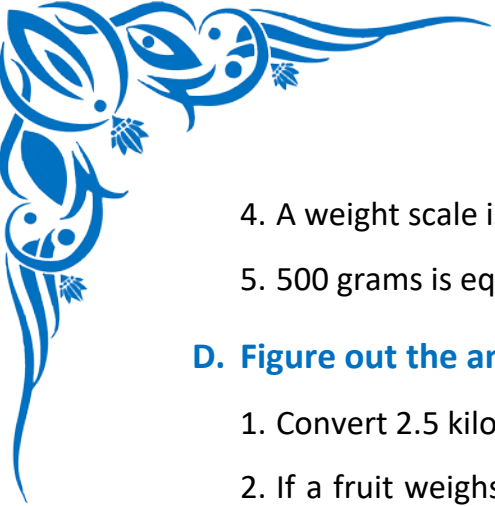 4. A weight scale i
5. 500 grams is eq
D. Figure out the a
1. Convert 2.5 kilo
2. If a fruit weighs